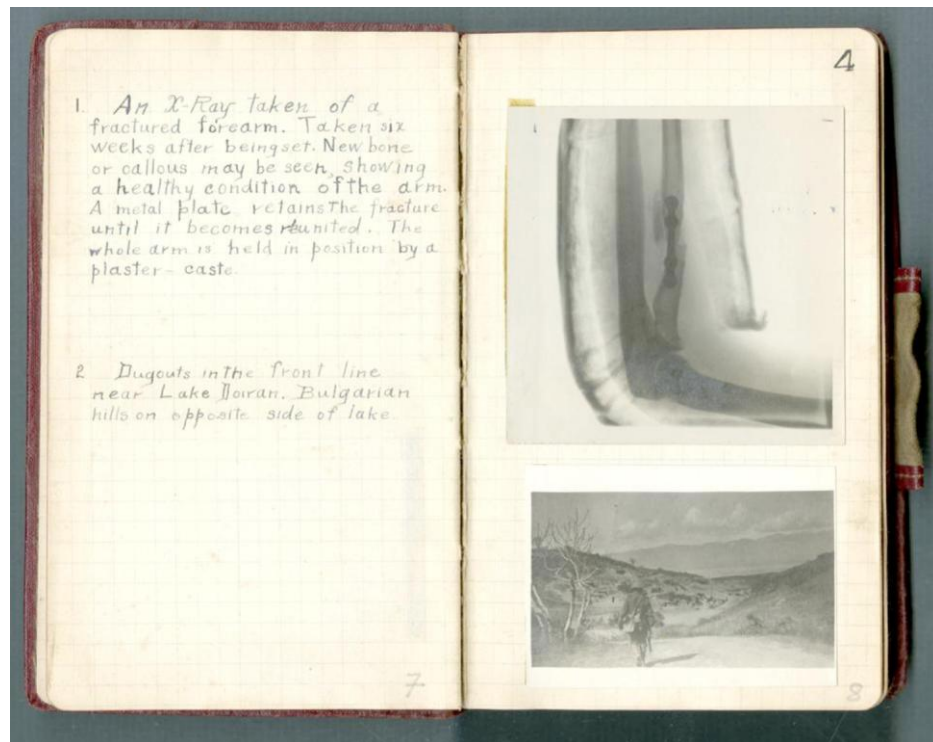 1. An X-Ray taken of a
fractured forearm. Taken six
weeks after being set. New bone
or callous may be seen, showing
a healthy condition of the arm.
A metal plate retains the fracture
until it becomes reunited. The
whole arm is held in position by a
plaster-caste.
2 Dugouts in the front line
near Lake Doiran. Bulgarian
hills on opposite side of lake.
7
4
8